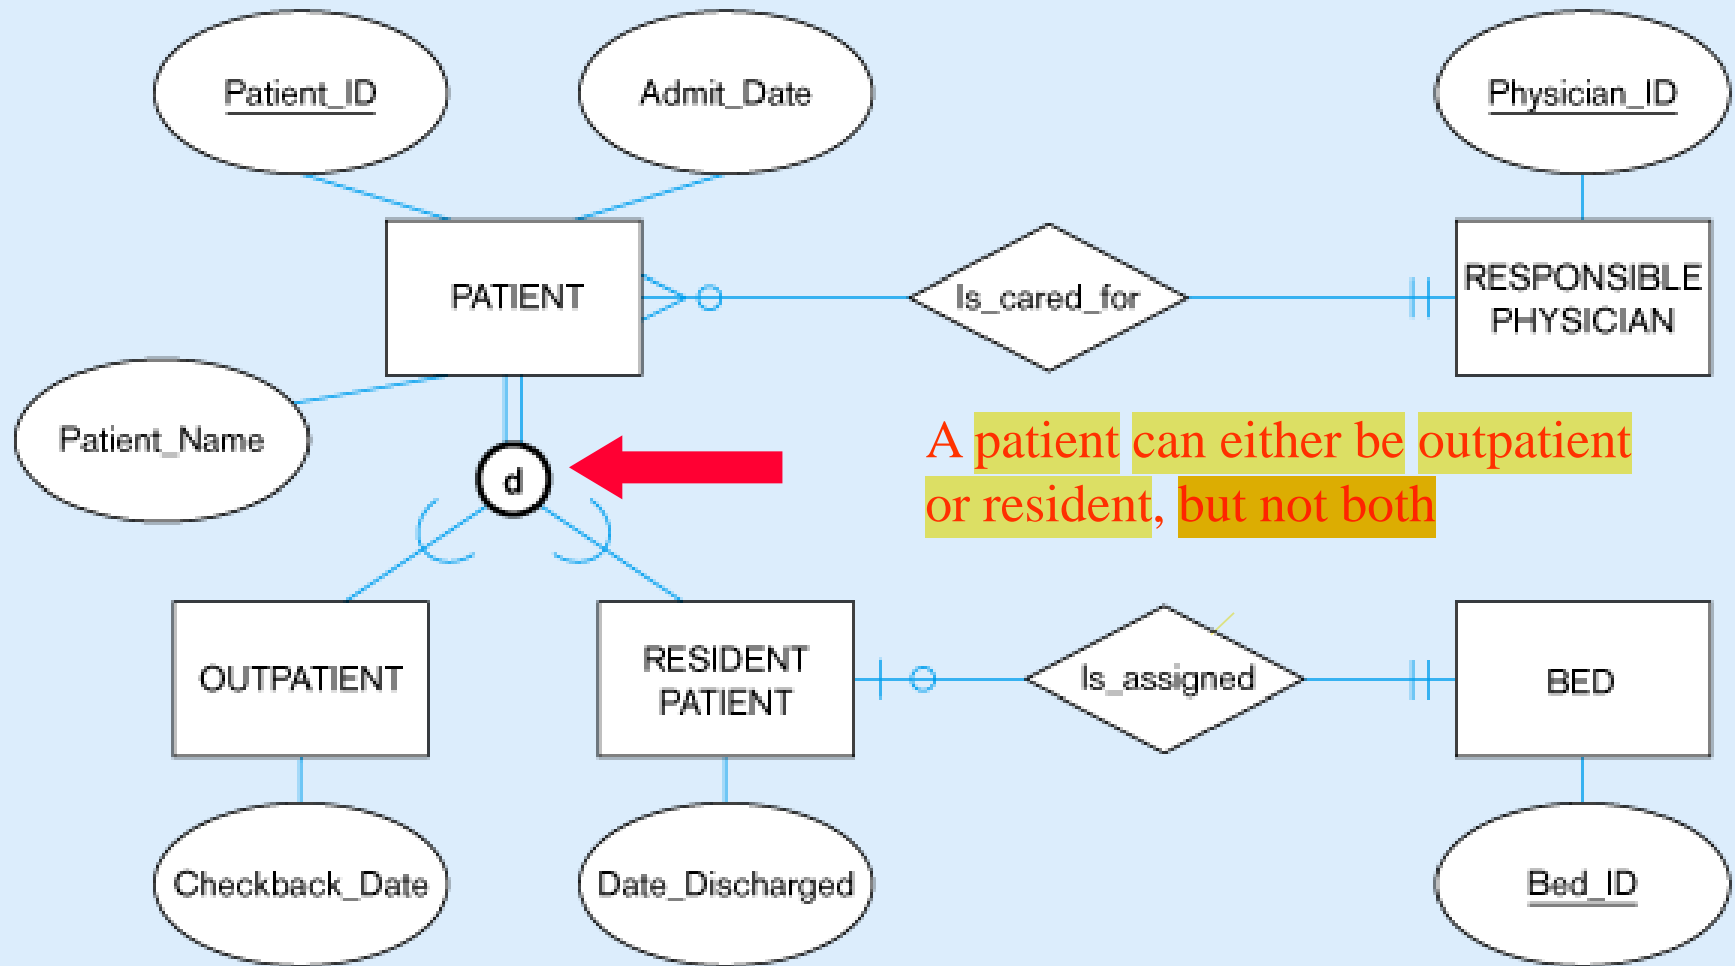 Patient_ID
Admit_Date
Physician_ID
PATIENT
Is_cared_for
RESPONSIBLE
PHYSICIAN
Patient_Name
A patient can either be outpatient
or resident, but not both
d
OUTPATIENT
RESIDENT
PATIENT
Is_assigned
BED
Checkback_Date
Date_Discharged
Bed_ID